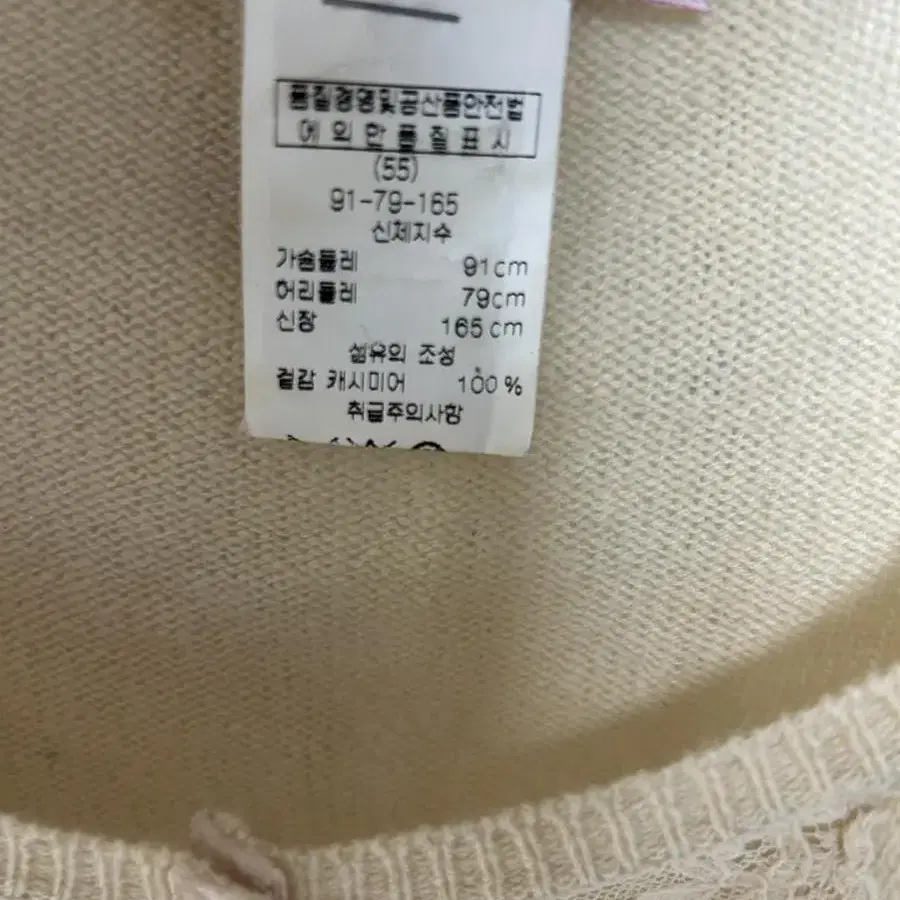 품질경영및공산품안전법
에 의 한 품 질 표 시
(55)
91-79-165
신체지수
가슴둘레 91cm
허리둘레 79cm
신장 165cm
섬유의 조성
겉감 캐시미어 100%
취급주의사항